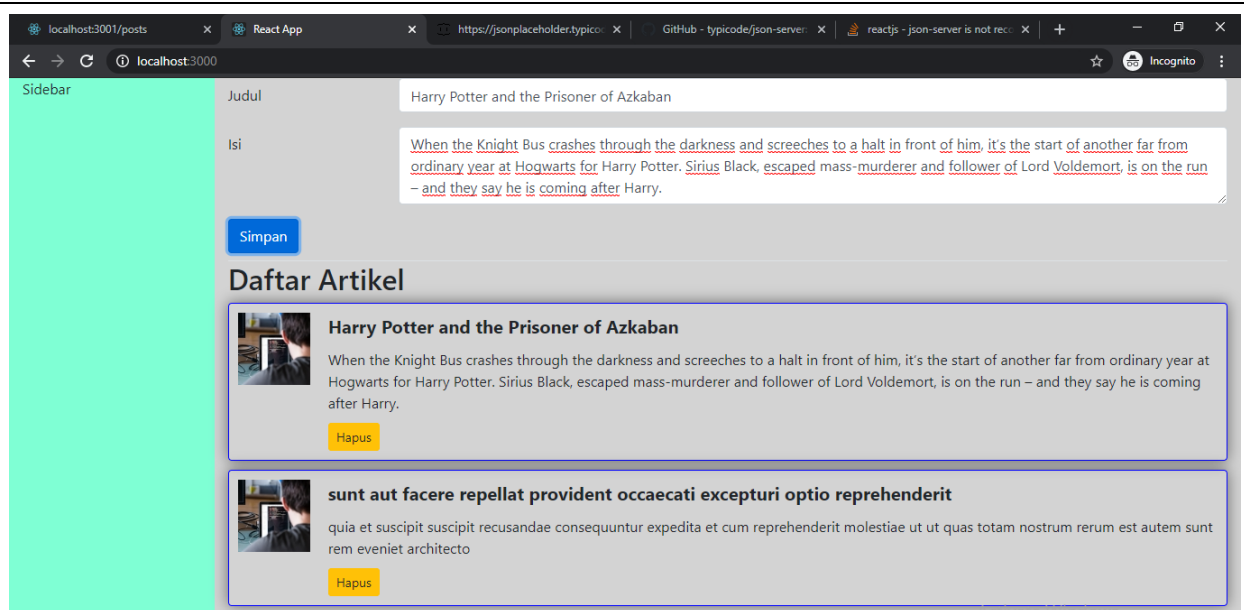 localhost:3001/posts
React App
https://jsonplaceholder.typicod
GitHub - typicode/json-server:
reactjs - json-server is not reco
localhost:3000
Incognito
Sidebar
Judul
Harry Potter and the Prisoner of Azkaban
Isi
When the Knight Bus crashes through the darkness and screeches to a halt in front of him, it's the start of another far from
ordinary year at Hogwarts for Harry Potter. Sirius Black, escaped mass-murderer and follower of Lord Voldemort, is on the run
– and they say he is coming after Harry.
Simpan
Daftar Artikel
Harry Potter and the Prisoner of Azkaban
When the Knight Bus crashes through the darkness and screeches to a halt in front of him, it's the start of another far from ordinary year at
Hogwarts for Harry Potter. Sirius Black, escaped mass-murderer and follower of Lord Voldemort, is on the run – and they say he is coming
after Harry.
Hapus
sunt aut facere repellat provident occaecati excepturi optio reprehenderit
quia et suscipit suscipit recusandae consequuntur expedita et cum reprehenderit molestiae ut ut quas totam nostrum rerum est autem sunt
rem eveniet architecto
Hapus